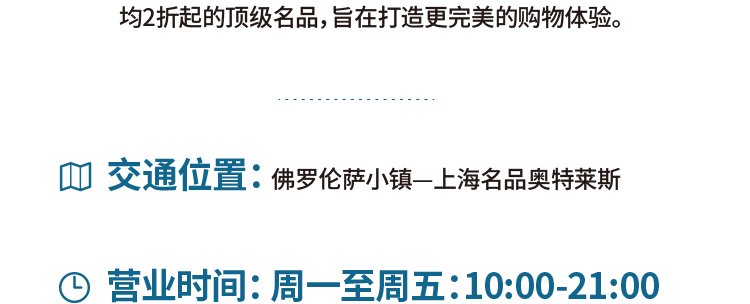 均2折起的顶级名品，旨在打造更完美的购物体验。
交通位置：佛罗伦萨小镇—上海名品奥特莱斯
营业时间：周一至周五：10:00-21:00